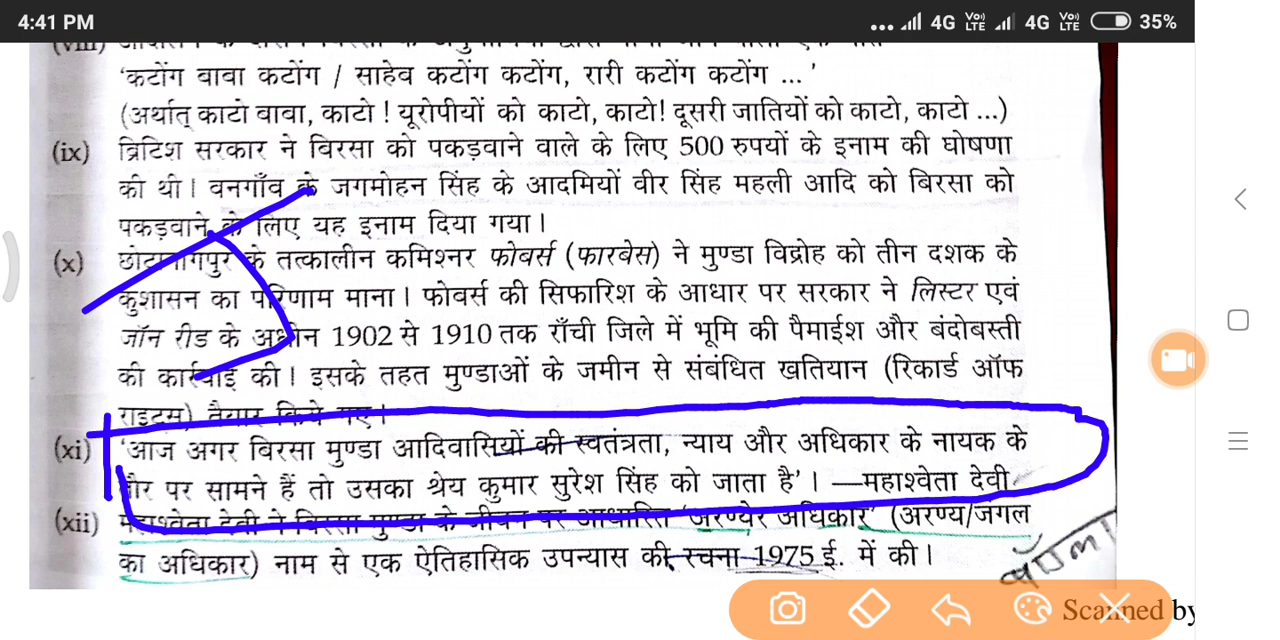 4:41 PM
4G 4G 35%
'कटोंग बाबा कटोंग / साहेब कटोंग कटोंग, रारी कटोंग कटोंग ... '
(अर्थात् काटो बाबा, काटो ! यूरोपीयों को काटो, काटो! दूसरी जातियों को काटो, काटो ...)
(ix) ब्रिटिश सरकार ने बिरसा को पकड़वाने वाले के लिए 500 रुपयों के इनाम की घोषणा
की थी। वनगाँव के जगमोहन सिंह के आदमियों वीर सिंह महली आदि को बिरसा को
पकड़वाने के लिए यह इनाम दिया गया।
(x) छोटानागपुर के तत्कालीन कमिश्नर फोबर्स (फारबेस) ने मुण्डा विद्रोह को तीन दशक के
कुशासन का परिणाम माना। फोबर्स की सिफारिश के आधार पर सरकार ने लिस्टर एवं
जॉन रीड के अधीन 1902 से 1910 तक राँची जिले में भूमि की पैमाईश और बंदोबस्ती
की कार्रवाई की। इसके तहत मुण्डाओं के जमीन से संबंधित खतियान (रिकार्ड ऑफ
राइट्स) तैयार किये गए।
(xi) 'आज अगर बिरसा मुण्डा आदिवासियों की स्वतंत्रता, न्याय और अधिकार के नायक के
तौर पर सामने हैं तो उसका श्रेय कुमार सुरेश सिंह को जाता है'। —महाश्वेता देवी
(xii) महाश्वेता देवी ने बिरसा मुण्डा के जीवन पर आधारित 'अरण्येर अधिकार' (अरण्य/जंगल
का अधिकार) नाम से एक ऐतिहासिक उपन्यास की रचना 1975 ई. में की।
Scanned by